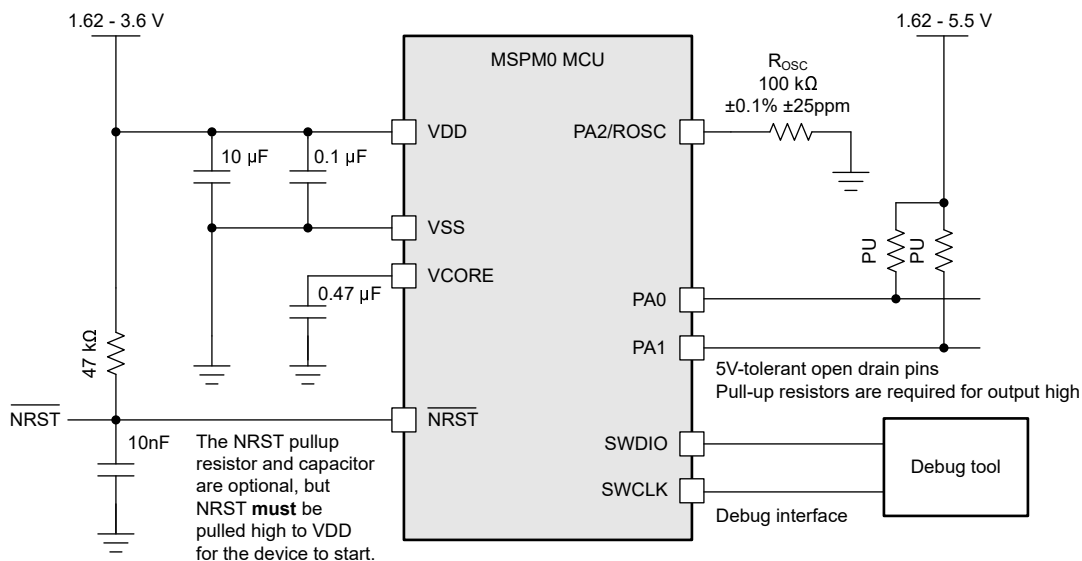 1.62 - 3.6 V
1.62 - 5.5 V
MSPM0 MCU
R_OSC
100 kΩ
±0.1% ±25ppm
VDD
PA2/ROSC
10 µF
0.1 µF
VSS
PU
PU
VCORE
0.47 µF
PA0
47 kΩ
PA1
5V-tolerant open drain pins
Pull-up resistors are required for output high
NRST
NRST
10nF
The NRST pullup
resistor and capacitor
are optional, but
NRST must be
pulled high to VDD
for the device to start.
SWDIO
SWCLK
Debug tool
Debug interface